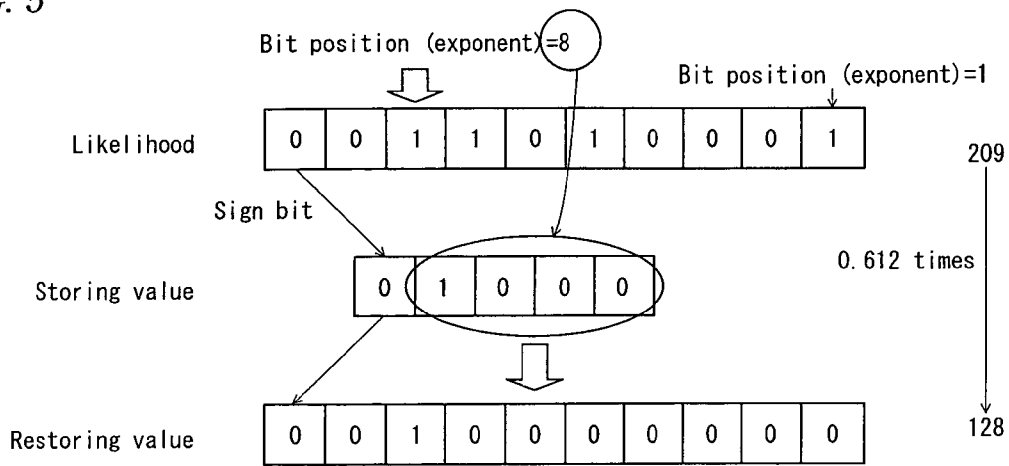 5
Bit position (exponent)=8
Bit position (exponent)=1
Likelihood 0 0 1 1 0 1 0 0 0 1 209
Sign bit
0.612 times
Storing value 0 1 0 0 0
Restoring value 0 0 1 0 0 0 0 0 0 0 128